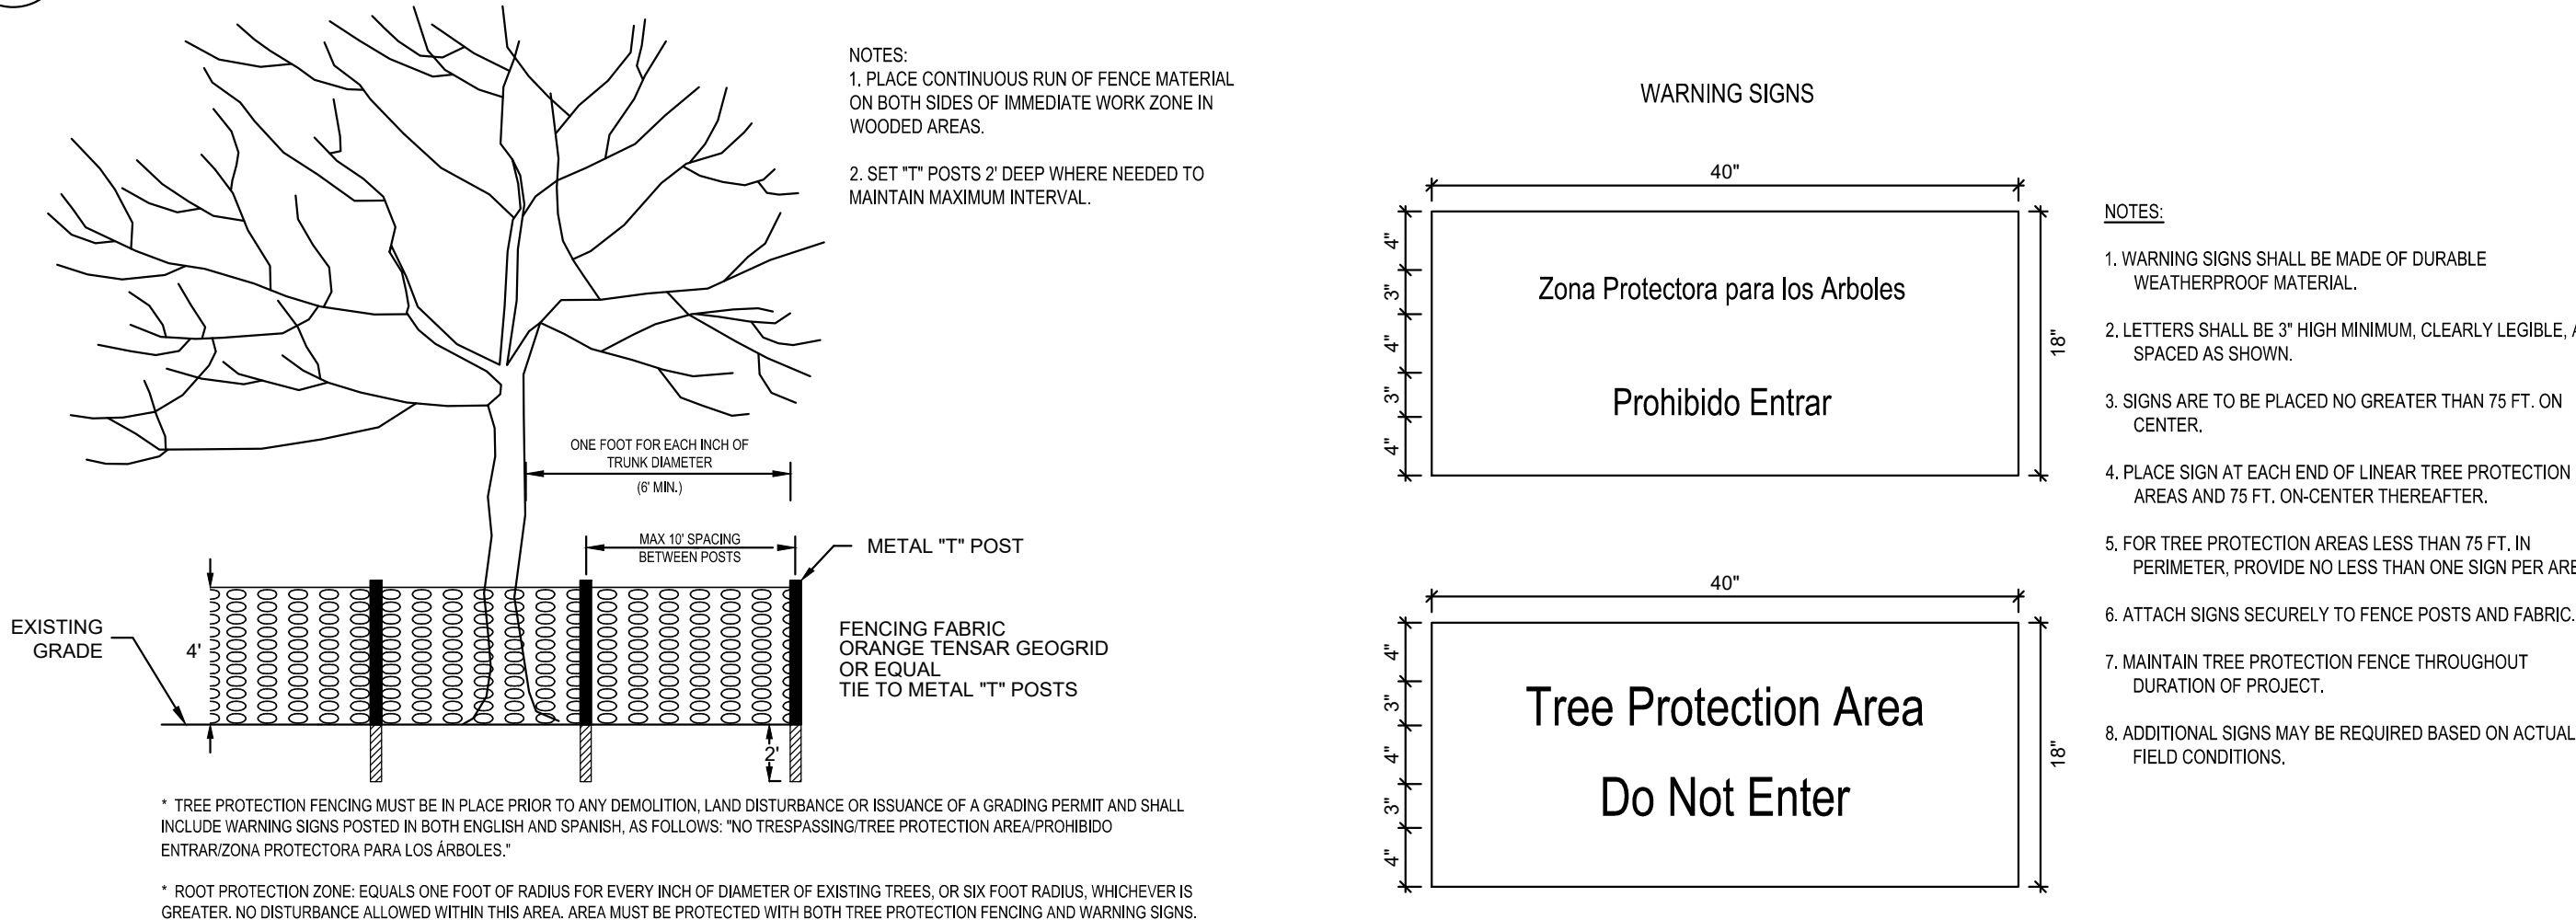 NOTES:
1. PLACE CONTINUOUS RUN OF FENCE MATERIAL
ON BOTH SIDES OF IMMEDIATE WORK ZONE IN
WOODED AREAS.
2. SET "T" POSTS 2' DEEP WHERE NEEDED TO
MAINTAIN MAXIMUM INTERVAL.
ONE FOOT FOR EACH INCH OF
TRUNK DIAMETER
(6' MIN.)
MAX 10' SPACING
BETWEEN POSTS
METAL "T" POST
EXISTING
GRADE
4'
FENCING FABRIC
ORANGE TENSAR GEOGRID
OR EQUAL
TIE TO METAL "T" POSTS
2'
* TREE PROTECTION FENCING MUST BE IN PLACE PRIOR TO ANY DEMOLITION, LAND DISTURBANCE OR ISSUANCE OF A GRADING PERMIT AND SHALL
INCLUDE WARNING SIGNS POSTED IN BOTH ENGLISH AND SPANISH, AS FOLLOWS: "NO TRESPASSING/TREE PROTECTION AREA/PROHIBIDO
ENTRAR/ZONA PROTECTORA PARA LOS ÁRBOLES."
* ROOT PROTECTION ZONE: EQUALS ONE FOOT OF RADIUS FOR EVERY INCH OF DIAMETER OF EXISTING TREES, OR SIX FOOT RADIUS, WHICHEVER IS
GREATER. NO DISTURBANCE ALLOWED WITHIN THIS AREA. AREA MUST BE PROTECTED WITH BOTH TREE PROTECTION FENCING AND WARNING SIGNS.
WARNING SIGNS
40"
4"
3"
4"
3"
4"
Zona Protectora para los Arboles
Prohibido Entrar
18"
40"
4"
3"
4"
3"
4"
Tree Protection Area
Do Not Enter
18"
NOTES:
1. WARNING SIGNS SHALL BE MADE OF DURABLE
WEATHERPROOF MATERIAL.
2. LETTERS SHALL BE 3" HIGH MINIMUM, CLEARLY LEGIBLE,
SPACED AS SHOWN.
3. SIGNS ARE TO BE PLACED NO GREATER THAN 75 FT. ON
CENTER.
4. PLACE SIGN AT EACH END OF LINEAR TREE PROTECTION
AREAS AND 75 FT. ON-CENTER THEREAFTER.
5. FOR TREE PROTECTION AREAS LESS THAN 75 FT. IN
PERIMETER, PROVIDE NO LESS THAN ONE SIGN PER
6. ATTACH SIGNS SECURELY TO FENCE POSTS AND FABRIC.
7. MAINTAIN TREE PROTECTION FENCE THROUGHOUT
DURATION OF PROJECT.
8. ADDITIONAL SIGNS MAY BE REQUIRED BASED ON ACTUAL
FIELD CONDITIONS.